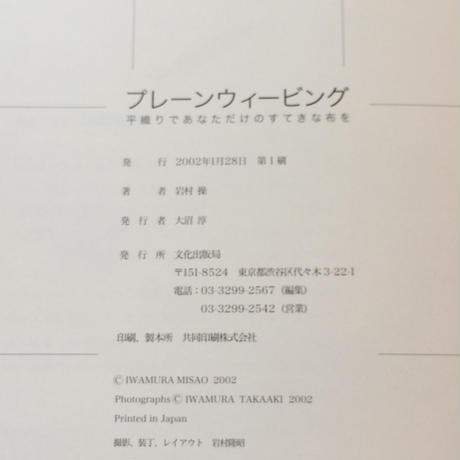 プレーンウィービング
平織りであなただけのすてきな布を
発 行 2002年1月28日 第1刷
著 者 岩村 操
発 行 者 大沼 淳
発 行 所 文化出版局
〒151-8524 東京都渋谷区代々木3-22-1
電話：03-3299-2567（編集）
03-3299-2542（営業）
印刷、製本所 共同印刷株式会社
© IWAMURA MISAO 2002
Photographs © IWAMURA TAKAAKI 2002
Printed in Japan
撮影、装丁、レイアウト 岩村隆昭